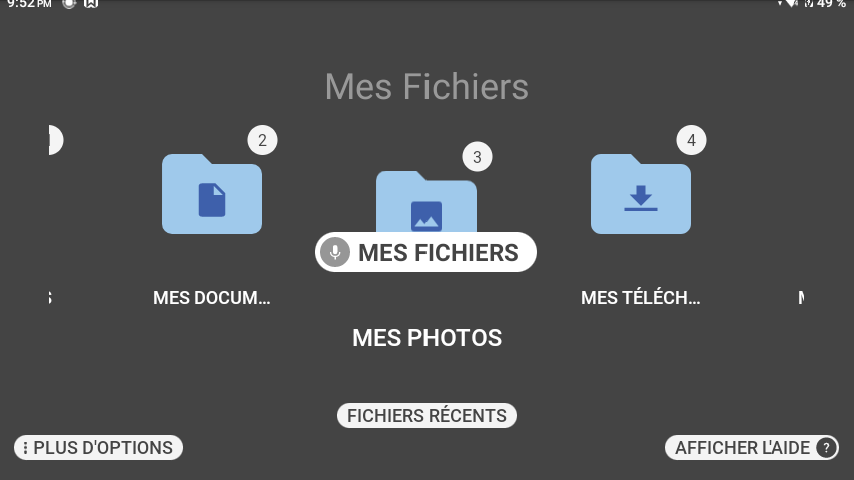 9:52 PM
49 %
Mes Fichiers
2
3
4
MES FICHIERS
MES DOCUM...
MES TÉLÉCH...
MES PHOTOS
FICHIERS RÉCENTS
PLUS D'OPTIONS
AFFICHER L'AIDE ?